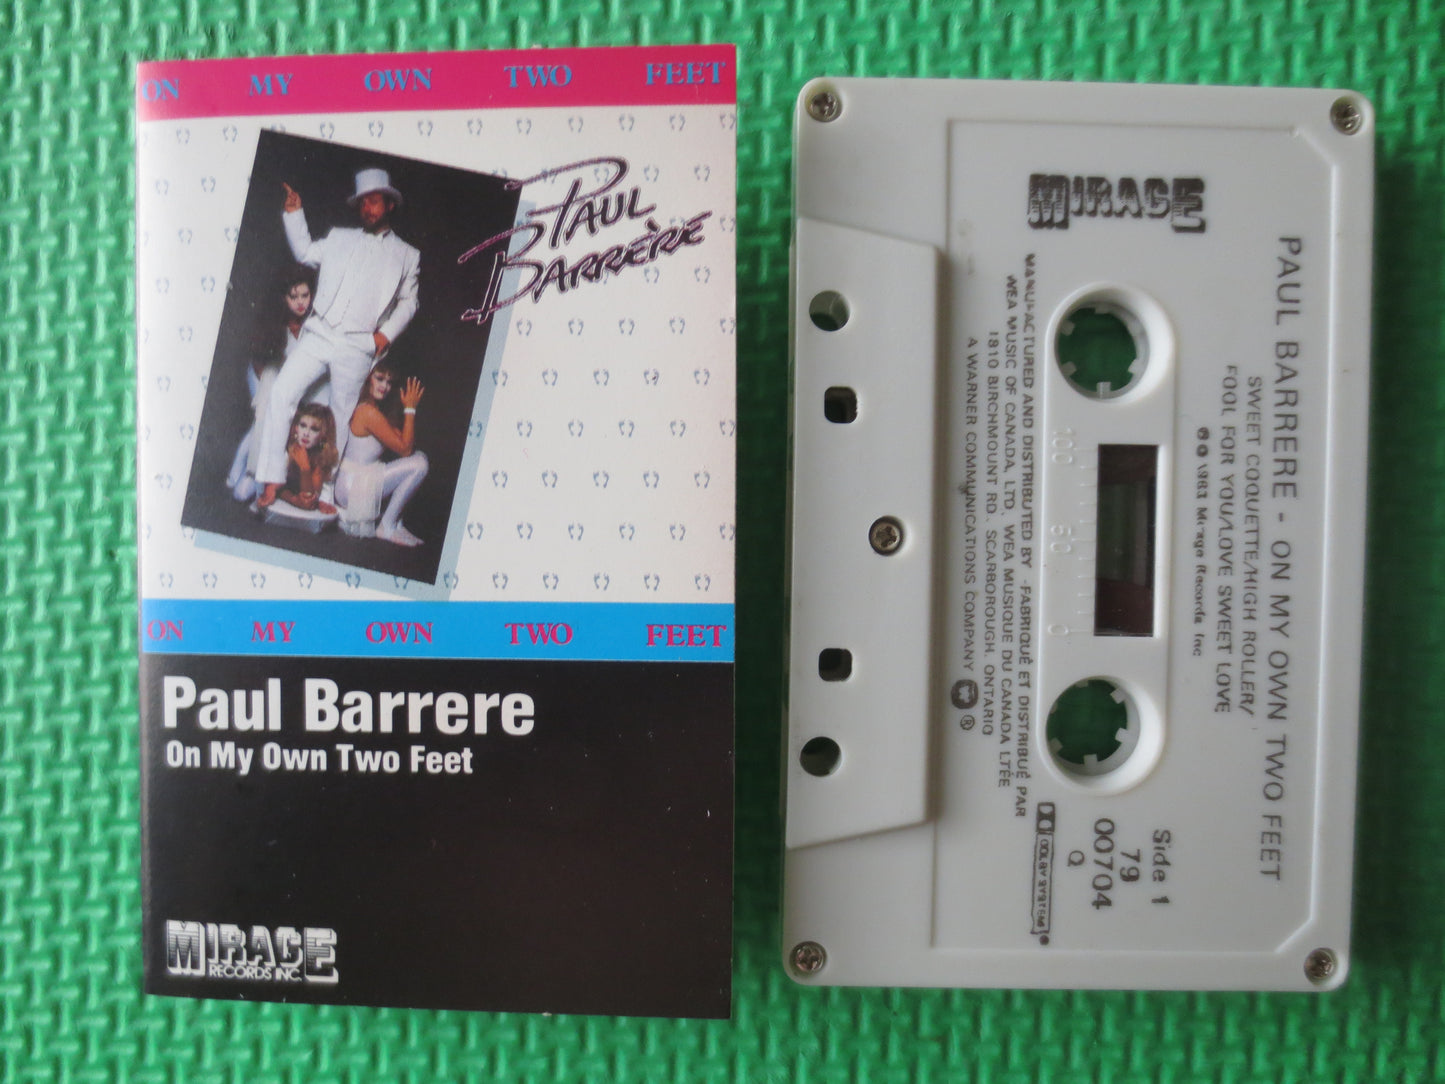 ON MY OWN TWO FEET
PAUL
BARRÈRE
ON MY OWN TWO FEET
Paul Barrere
On My Own Two Feet
MIRAGE
RECORDS INC.
MIRAGE
PAUL BARRERE - ON MY OWN TWO FEET
SWEET COQUETTE/HIGH ROLLER/
FOOL FOR YOU/LOVE SWEET LOVE
℗ © 1983 Mirage Records Inc
MANUFACTURED AND DISTRIBUTED BY -FABRIQUÉ ET DISTRIBUÉ PAR
WEA MUSIC OF CANADA, LTD. WEA MUSIQUE DU CANADA LTÉE
1810 BIRCHMOUNT RD., SCARBOROUGH, ONTARIO
A WARNER COMMUNICATIONS COMPANY ®
100 50 0
Side 1
79
00704
Q
DOLBY SYSTEM ®